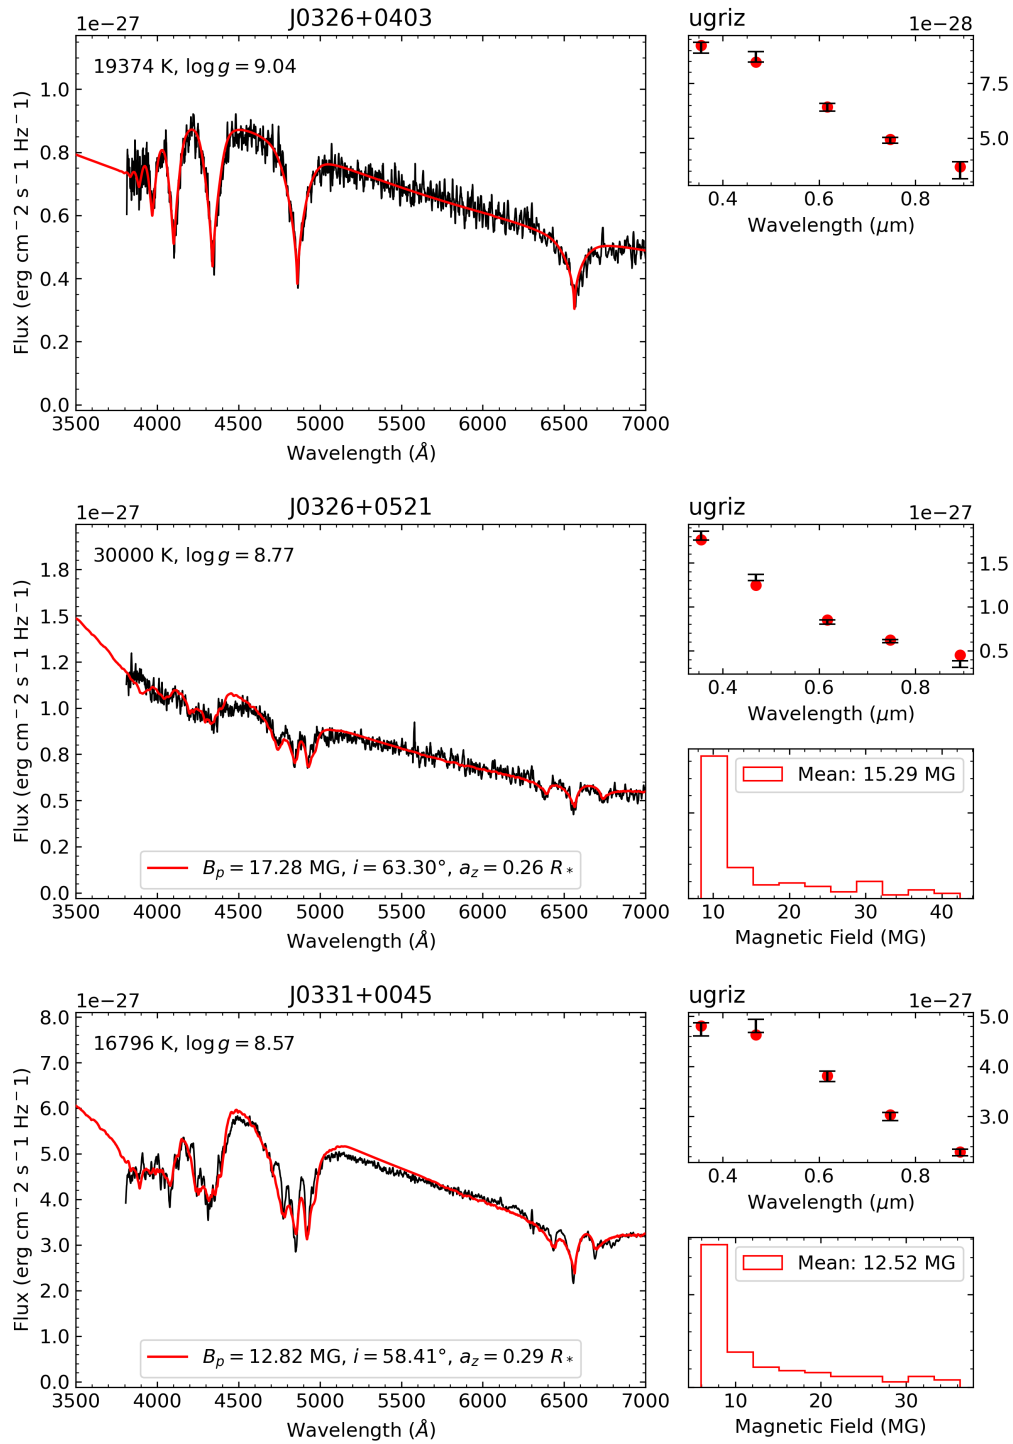 1e−27
J0326+0403
ugriz
1e−28
19374 K, log g = 9.04
Flux (erg cm−2 s−1 Hz−1)
1.0
0.8
0.6
0.4
0.2
0.0
3500 4000 4500 5000 5500 6000 6500 7000
Wavelength (Å)
7.5
5.0
0.4 0.6 0.8
Wavelength (μm)
1e−27
J0326+0521
ugriz
1e−27
30000 K, log g = 8.77
Flux (erg cm−2 s−1 Hz−1)
1.8
1.5
1.2
1.0
0.8
0.5
0.2
0.0
B_p = 17.28 MG, i = 63.30°, a_z = 0.26 R_*
3500 4000 4500 5000 5500 6000 6500 7000
Wavelength (Å)
1.5
1.0
0.5
0.4 0.6 0.8
Wavelength (μm)
Mean: 15.29 MG
10 20 30 40
Magnetic Field (MG)
1e−27
J0331+0045
ugriz
1e−27
16796 K, log g = 8.57
Flux (erg cm−2 s−1 Hz−1)
8.0
7.0
6.0
5.0
4.0
3.0
2.0
1.0
0.0
B_p = 12.82 MG, i = 58.41°, a_z = 0.29 R_*
3500 4000 4500 5000 5500 6000 6500 7000
Wavelength (Å)
5.0
4.0
3.0
0.4 0.6 0.8
Wavelength (μm)
Mean: 12.52 MG
10 20 30
Magnetic Field (MG)